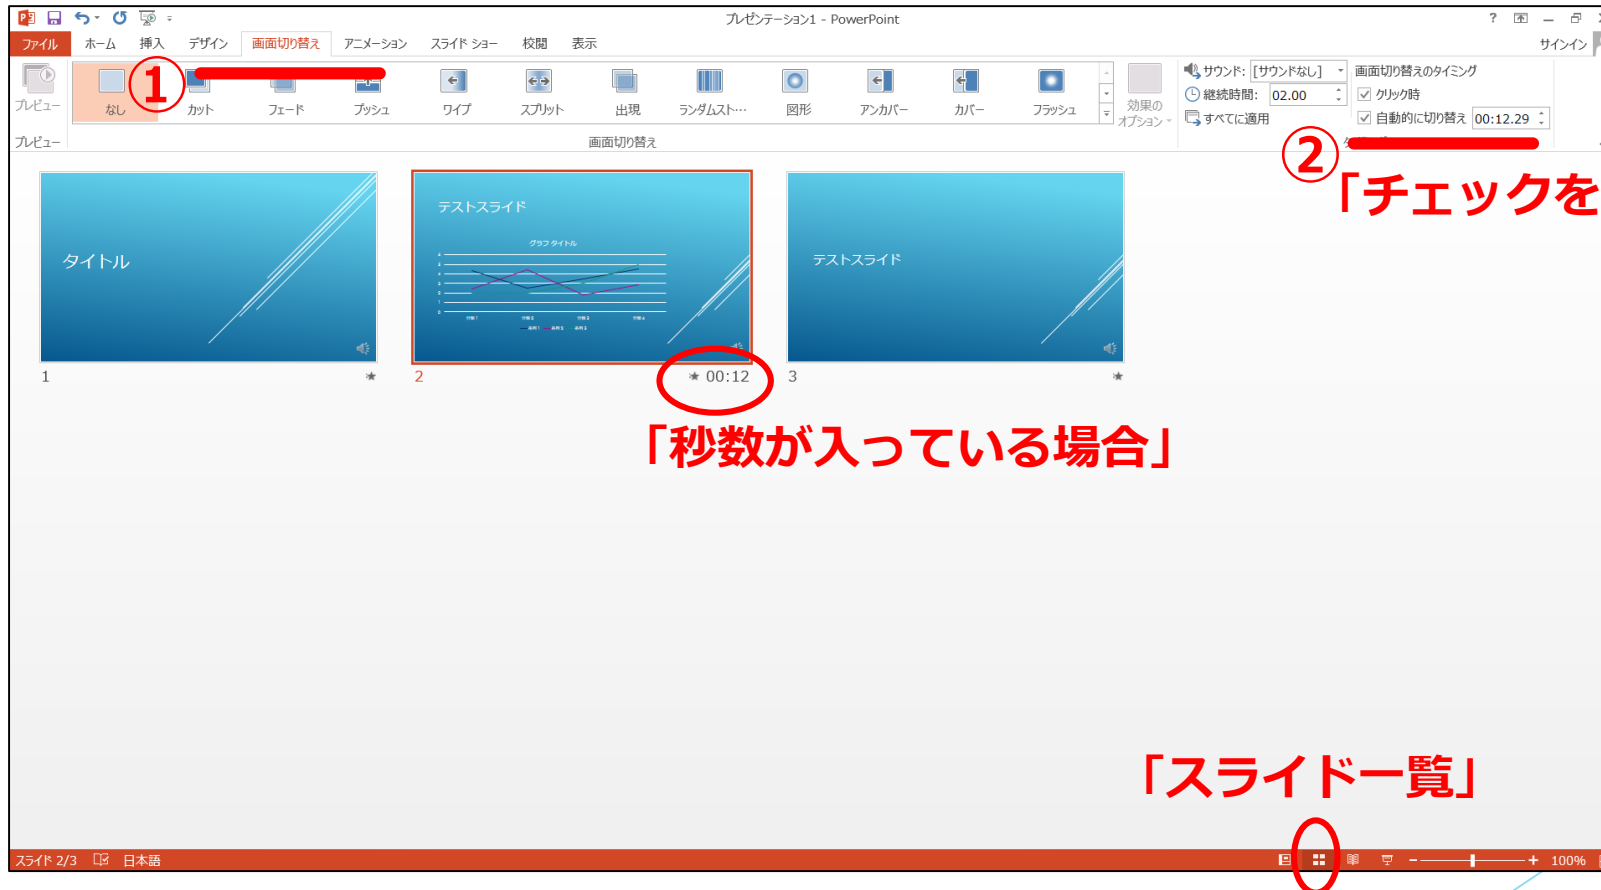 プレゼンテーション1 - PowerPoint
?
ファイル ホーム 挿入 デザイン 画面切り替え アニメーション スライド ショー 校閲 表示
サインイン
①
プレビュー
なし カット フェード プッシュ ワイプ スプリット 出現 ランダムスト… 図形 アンカバー カバー フラッシュ
効果の
オプション
サウンド: [サウンドなし]
継続時間: 02.00
すべてに適用
画面切り替えのタイミング
クリック時
自動的に切り替え 00:12.29
プレビュー
画面切り替え
②
「チェックを
タイトル
テストスライド
グラフ タイトル
テストスライド
1
2
00:12
3
「秒数が入っている場合」
「スライド一覧」
スライド 2/3 日本語
100%